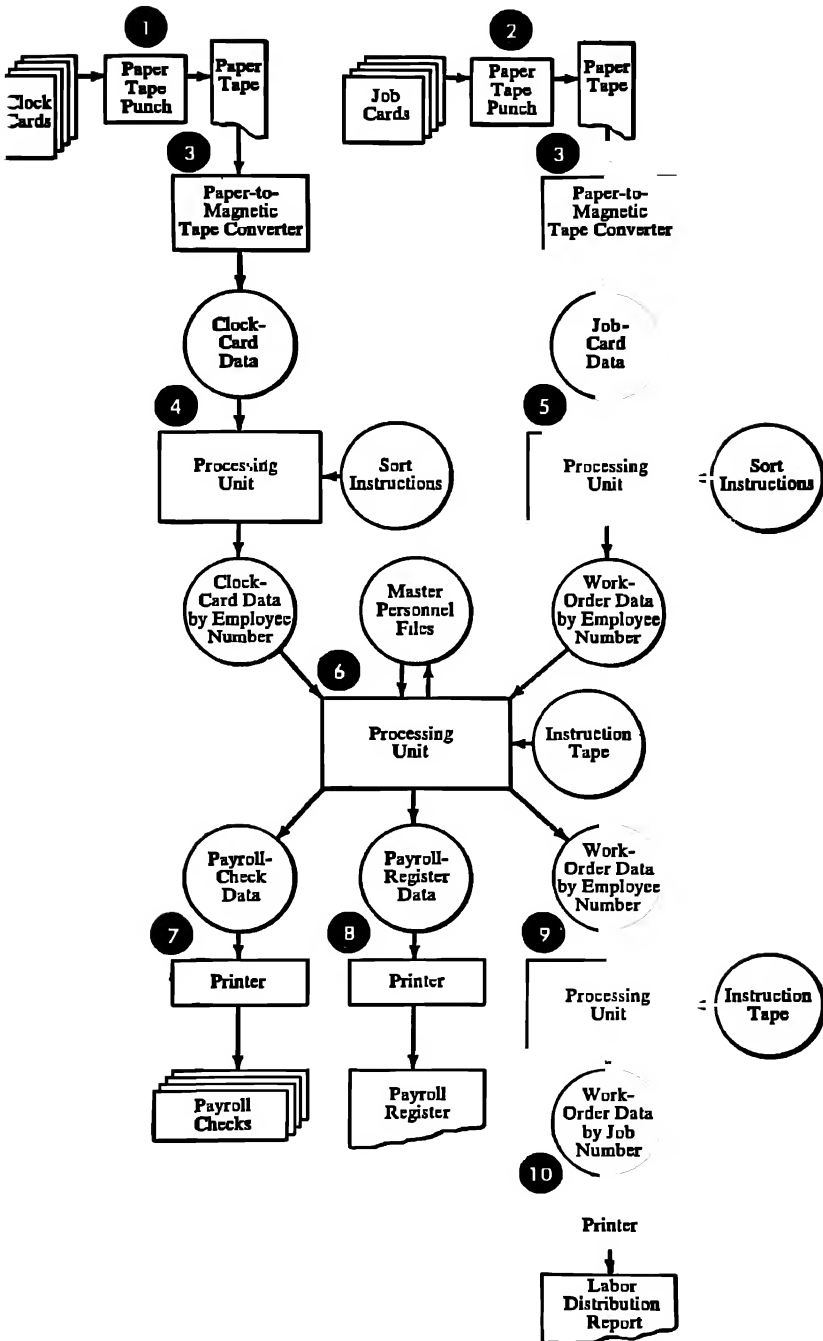 1
Clock
Cards
Paper
Tape
Punch
Paper
Tape
2
Job
Cards
Paper
Tape
Punch
Paper
Tape
3
Paper-to-
Magnetic
Tape Converter
3
Paper-to-
Magnetic
Tape Converter
Clock-
Card
Data
Job-
Card
Data
4
Processing
Unit
Sort
Instructions
5
Processing
Unit
Sort
Instructions
Clock-
Card Data
by Employee
Number
Master
Personnel
Files
Work-
Order Data
by Employee
Number
6
Processing
Unit
Instruction
Tape
Payroll-
Check
Data
Payroll-
Register
Data
Work-
Order Data
by Employee
Number
7
Printer
8
Printer
9
Processing
Unit
Instruction
Tape
Payroll
Checks
Payroll
Register
Work-
Order Data
by Job
Number
10
Printer
Labor
Distribution
Report